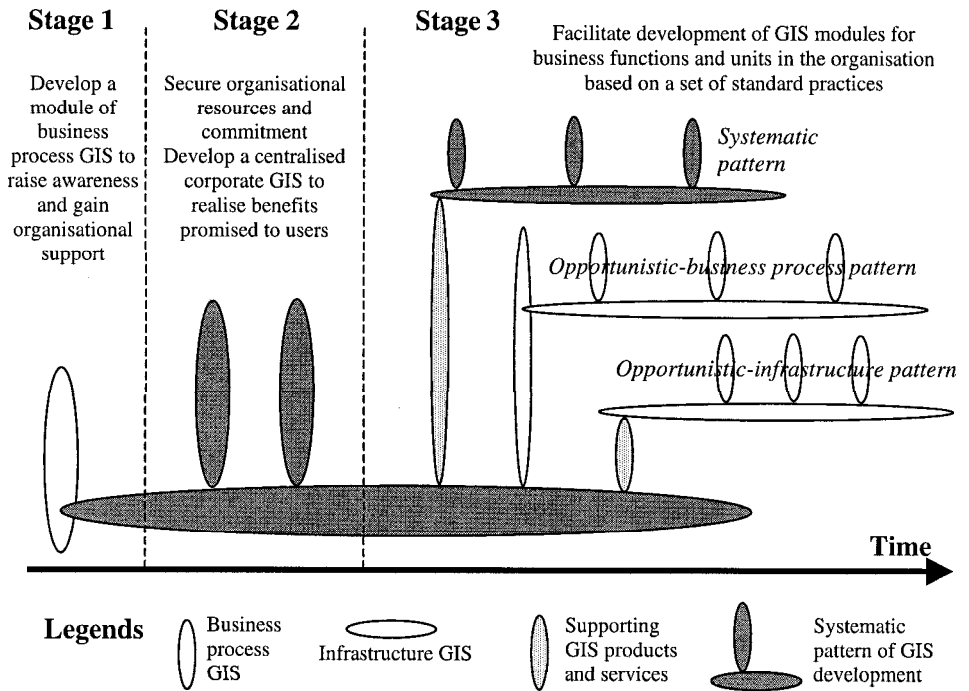 Stage 1
Develop a
module of
business
process GIS to
raise awareness
and gain
organisational
support
Stage 2
Secure organisational
resources and
commitment
Develop a centralised
corporate GIS to
realise benefits
promised to users
Stage 3
Facilitate development of GIS modules for
business functions and units in the organisation
based on a set of standard practices
Systematic
pattern
Opportunistic-business process pattern
Opportunistic-infrastructure pattern
Time
Legends
Business
process
GIS
Infrastructure GIS
Supporting
GIS products
and services
Systematic
pattern of GIS
development